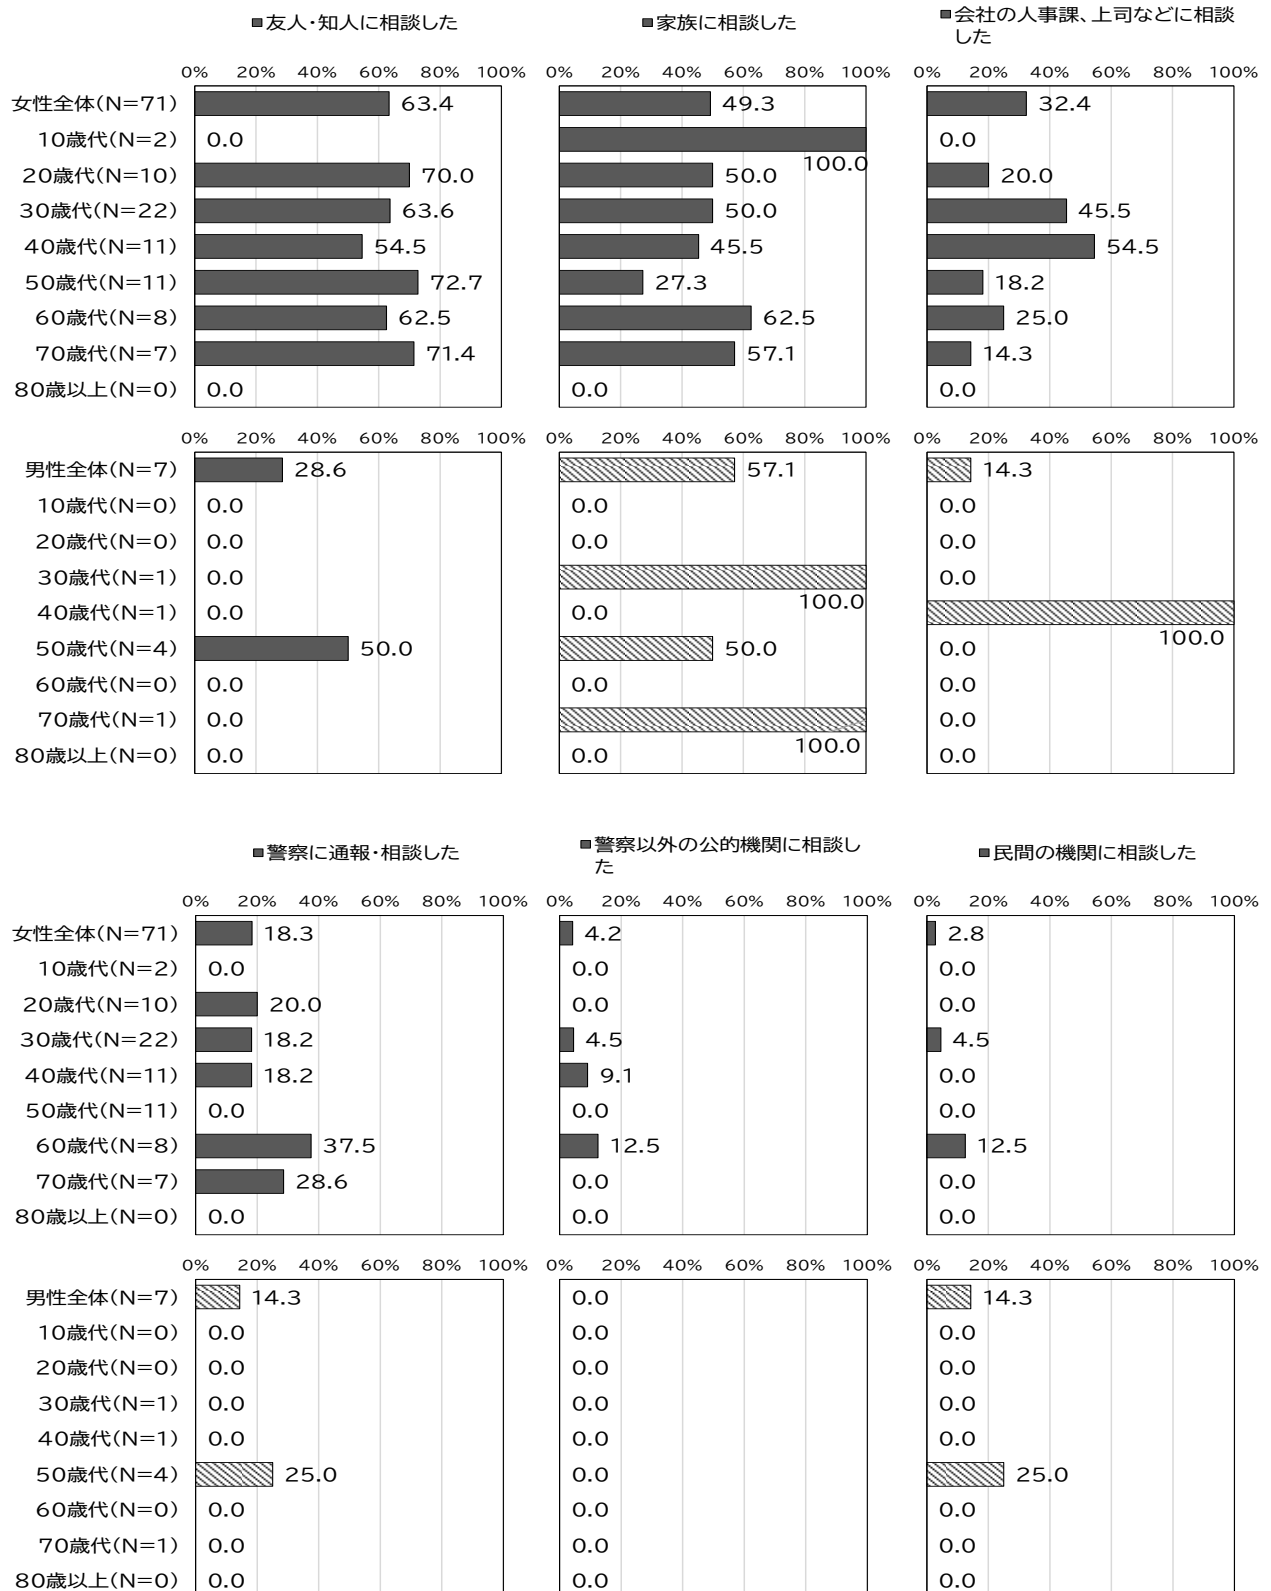 ■友人・知人に相談した
■家族に相談した
■会社の人事課、上司などに相談
した
0% 20% 40% 60% 80% 100% 0% 20% 40% 60% 80% 100% 0% 20% 40% 60% 80% 100%
女性全体(N=71) 63.4 49.3 32.4
10歳代(N=2) 0.0 100.0 0.0
20歳代(N=10) 70.0 50.0 20.0
30歳代(N=22) 63.6 50.0 45.5
40歳代(N=11) 54.5 45.5 54.5
50歳代(N=11) 72.7 27.3 18.2
60歳代(N=8) 62.5 62.5 25.0
70歳代(N=7) 71.4 57.1 14.3
80歳以上(N=0) 0.0 0.0 0.0
0% 20% 40% 60% 80% 100% 0% 20% 40% 60% 80% 100% 0% 20% 40% 60% 80% 100%
男性全体(N=7) 28.6 57.1 14.3
10歳代(N=0) 0.0 0.0 0.0
20歳代(N=0) 0.0 0.0 0.0
30歳代(N=1) 0.0 100.0 0.0
40歳代(N=1) 0.0 0.0 100.0
50歳代(N=4) 50.0 50.0 0.0
60歳代(N=0) 0.0 0.0 0.0
70歳代(N=1) 0.0 100.0 0.0
80歳以上(N=0) 0.0 0.0 0.0
■警察に通報・相談した
■警察以外の公的機関に相談し
た
■民間の機関に相談した
0% 20% 40% 60% 80% 100% 0% 20% 40% 60% 80% 100% 0% 20% 40% 60% 80% 100%
女性全体(N=71) 18.3 4.2 2.8
10歳代(N=2) 0.0 0.0 0.0
20歳代(N=10) 20.0 0.0 0.0
30歳代(N=22) 18.2 4.5 4.5
40歳代(N=11) 18.2 9.1 0.0
50歳代(N=11) 0.0 0.0 0.0
60歳代(N=8) 37.5 12.5 12.5
70歳代(N=7) 28.6 0.0 0.0
80歳以上(N=0) 0.0 0.0 0.0
0% 20% 40% 60% 80% 100% 0% 20% 40% 60% 80% 100% 0% 20% 40% 60% 80% 100%
男性全体(N=7) 14.3 0.0 14.3
10歳代(N=0) 0.0 0.0 0.0
20歳代(N=0) 0.0 0.0 0.0
30歳代(N=1) 0.0 0.0 0.0
40歳代(N=1) 0.0 0.0 0.0
50歳代(N=4) 25.0 0.0 25.0
60歳代(N=0) 0.0 0.0 0.0
70歳代(N=1) 0.0 0.0 0.0
80歳以上(N=0) 0.0 0.0 0.0